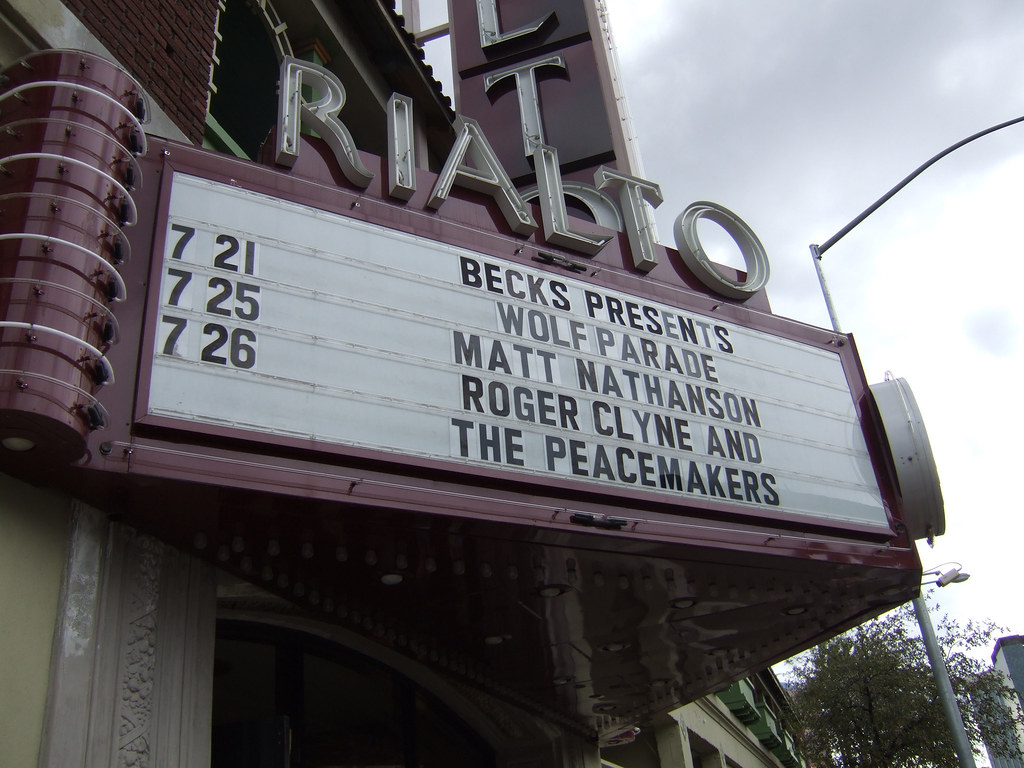 L
T
RIALTO
7 21 BECKS PRESENTS
7 25 WOLF PARADE
7 26 MATT NATHANSON
ROGER CLYNE AND
THE PEACEMAKERS